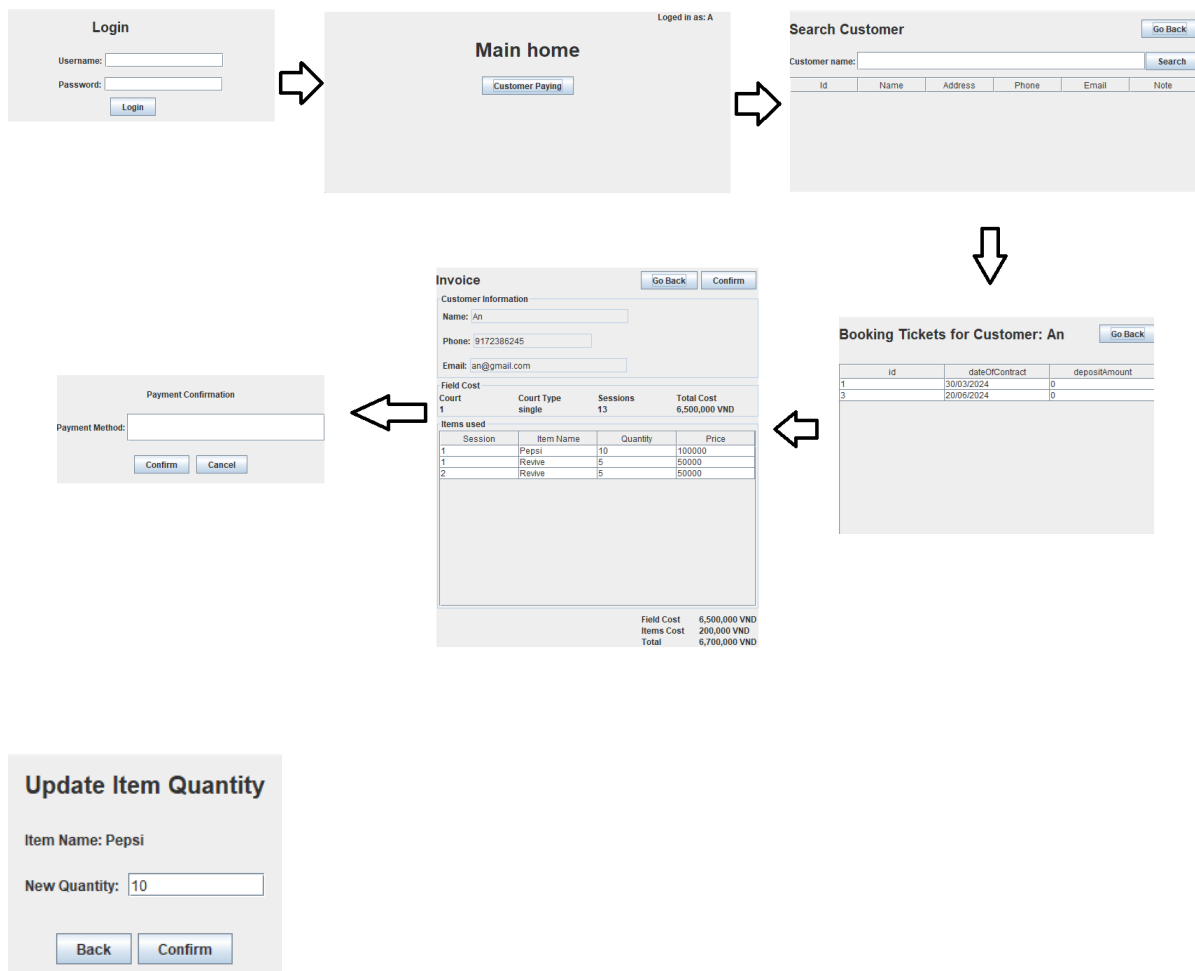 Login
Username:
Password:
Login
Loged in as: A
Main home
Customer Paying
Search Customer Go Back
Customer name: Search
Id Name Address Phone Email Note
Booking Tickets for Customer: An Go Back
id dateOfContract depositAmount
1 30/03/2024 0
3 20/06/2024 0
Invoice Go Back Confirm
Customer Information
Name: An
Phone: 9172386245
Email: an@gmail.com
Field Cost
Court Court Type Sessions Total Cost
1 single 13 6,500,000 VND
Items used
Session Item Name Quantity Price
1 Pepsi 10 100000
1 Revive 5 50000
2 Revive 5 50000
Field Cost 6,500,000 VND
Items Cost 200,000 VND
Total 6,700,000 VND
Payment Confirmation
Payment Method:
Confirm Cancel
Update Item Quantity
Item Name: Pepsi
New Quantity: 10
Back Confirm